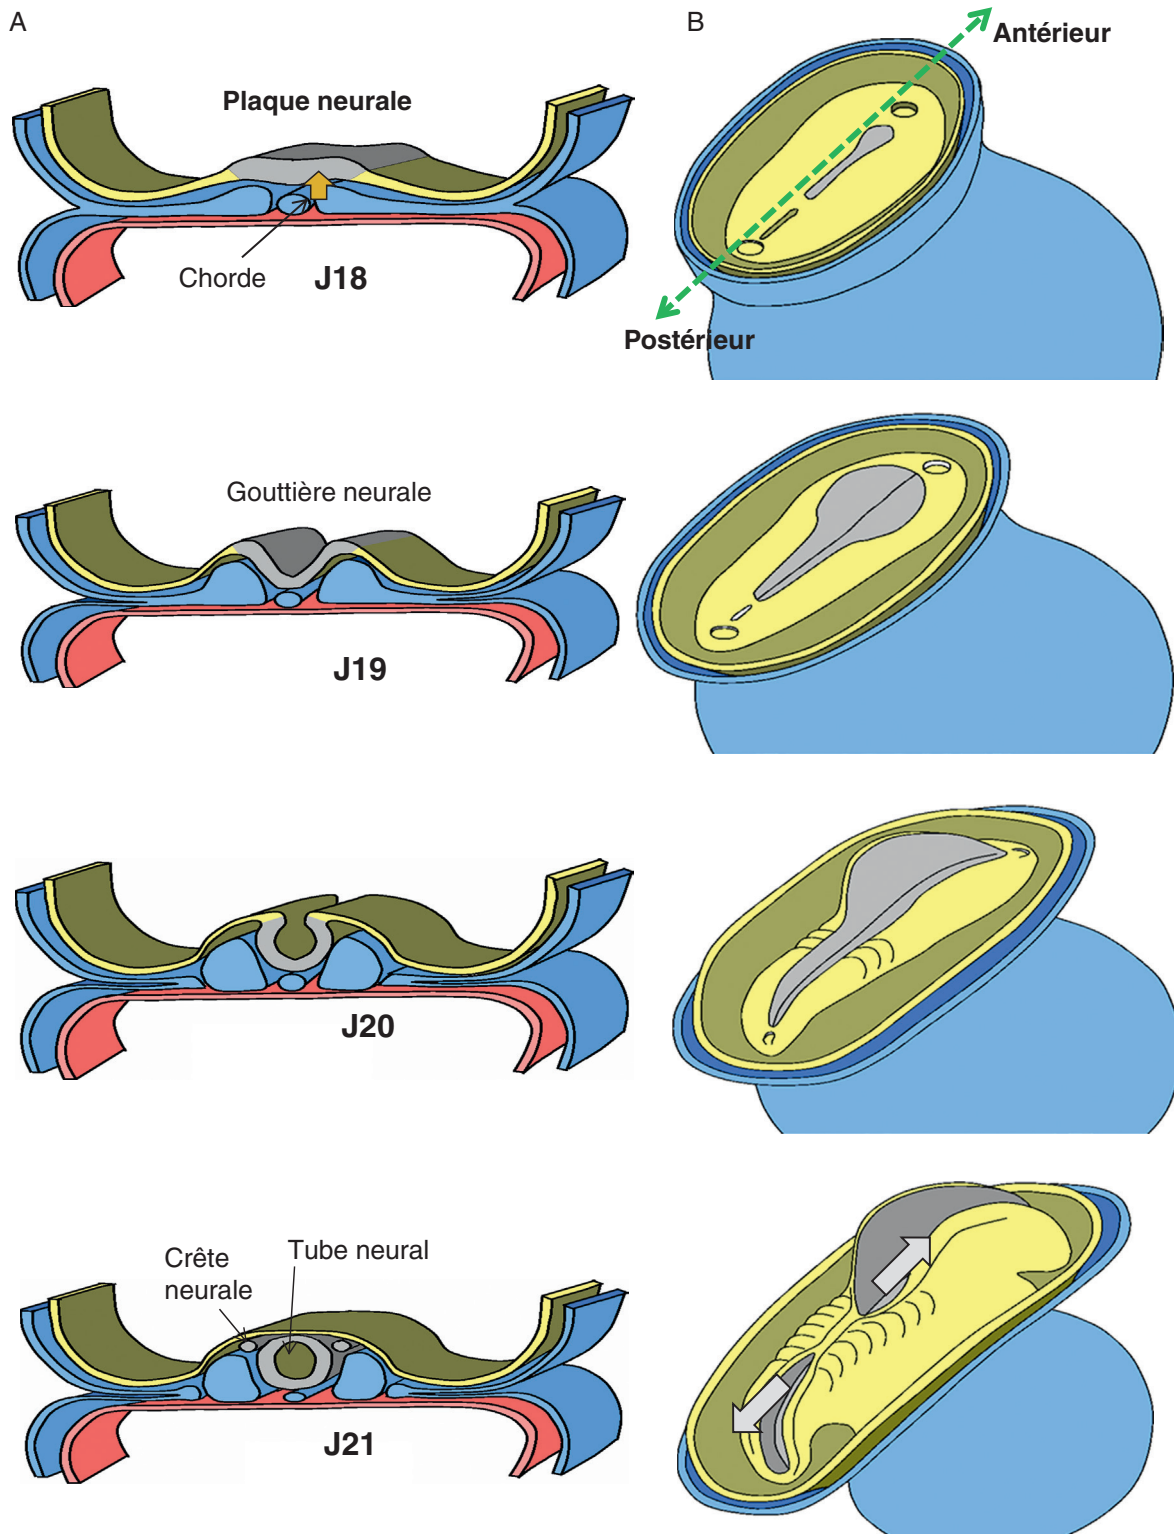 A
B
Antérieur
Plaque neurale
Chorde
J18
Postérieur
Gouttière neurale
J19
J20
Crête
neurale
Tube neural
J21